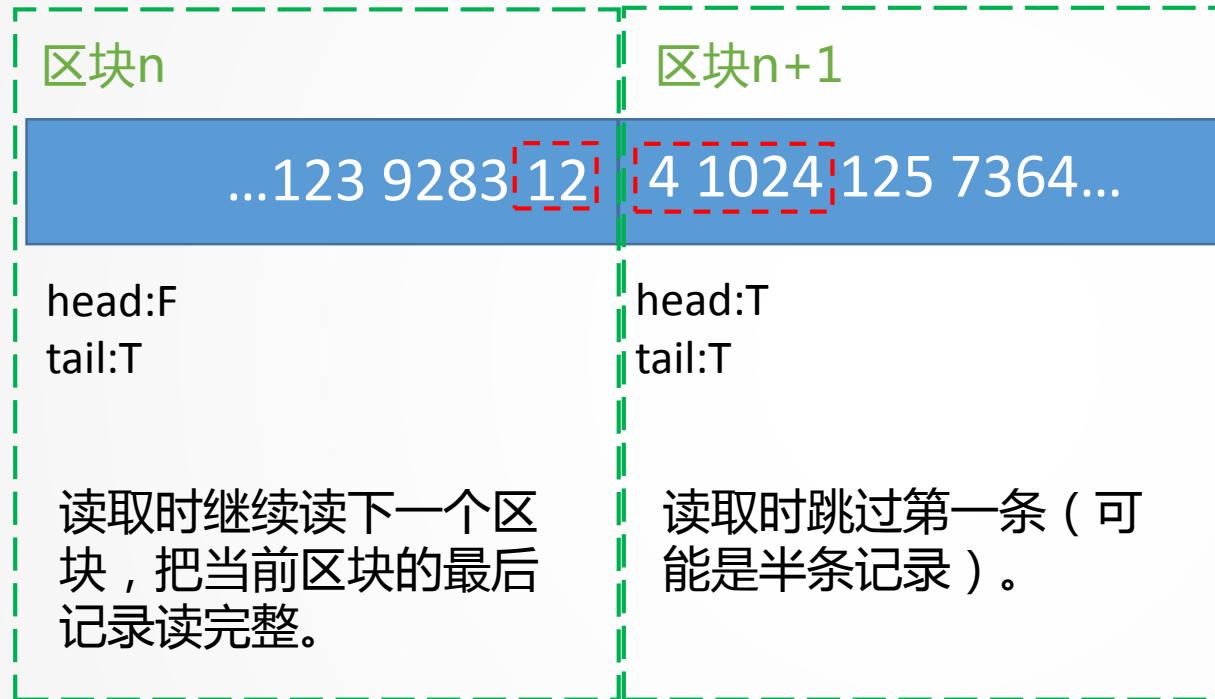 区块n
…123 9283 12
head:F
tail:T
读取时继续读下一个区
块，把当前区块的最后
记录读完整。
区块n+1
4 1024 125 7364…
head:T
tail:T
读取时跳过第一条（可
能是半条记录）。